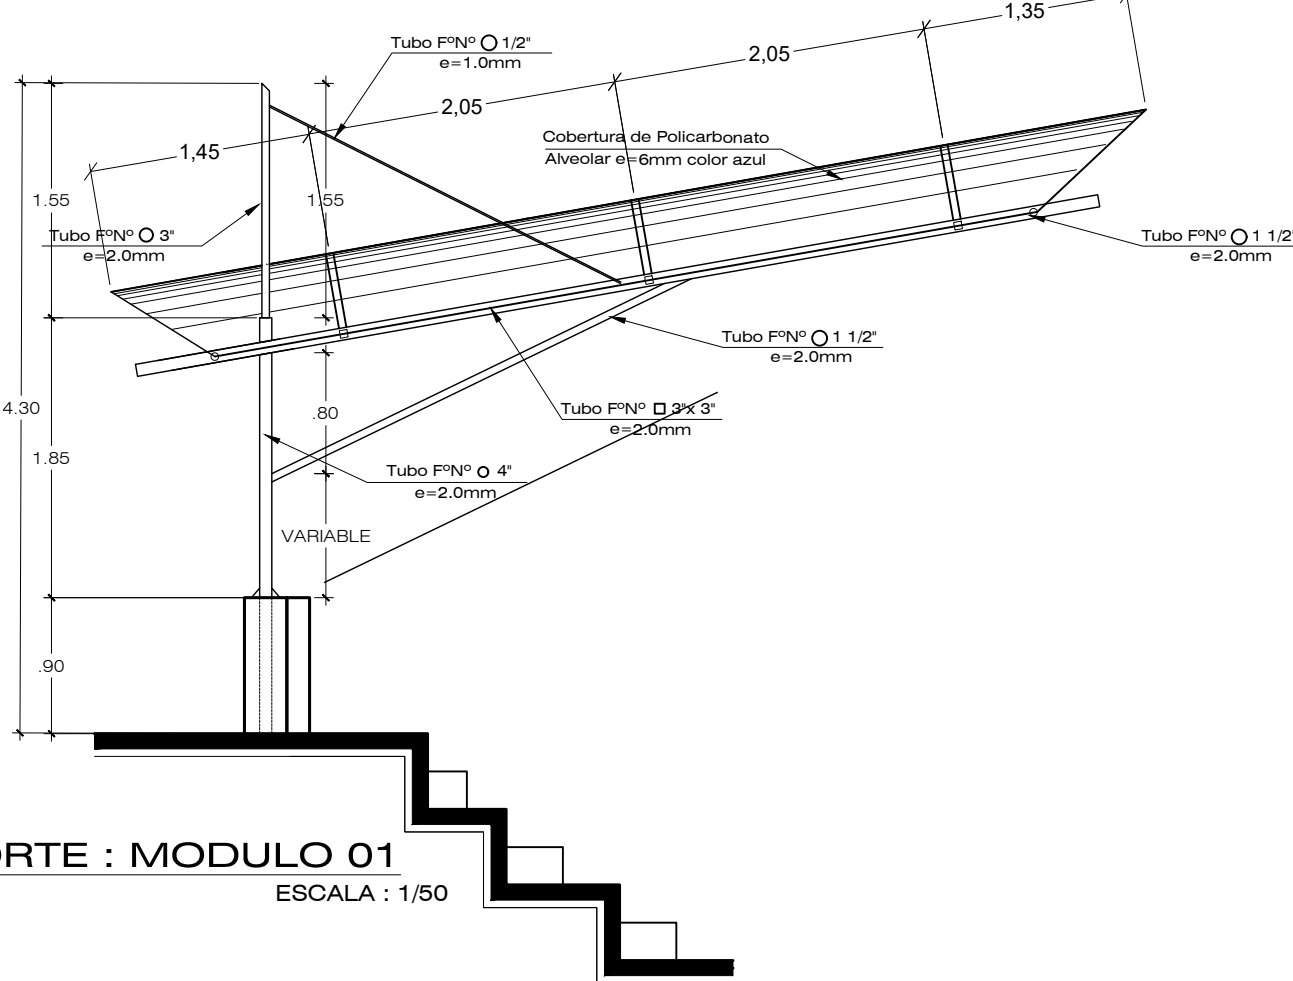 1,35
Tubo FºNº O 1/2"
e=1.0mm
2,05
2,05
Cobertura de Policarbonato
Alveolar e=6mm color azul
1,45
1.55
1.55
Tubo FºNº O 3"
e=2.0mm
Tubo FºNº O 1 1/2"
e=2.0mm
Tubo FºNº O 1 1/2"
e=2.0mm
4.30
.80
Tubo FºNº □ 3"x 3"
e=2.0mm
1.85
Tubo FºNº O 4"
e=2.0mm
VARIABLE
.90
ORTE : MODULO 01
ESCALA : 1/50